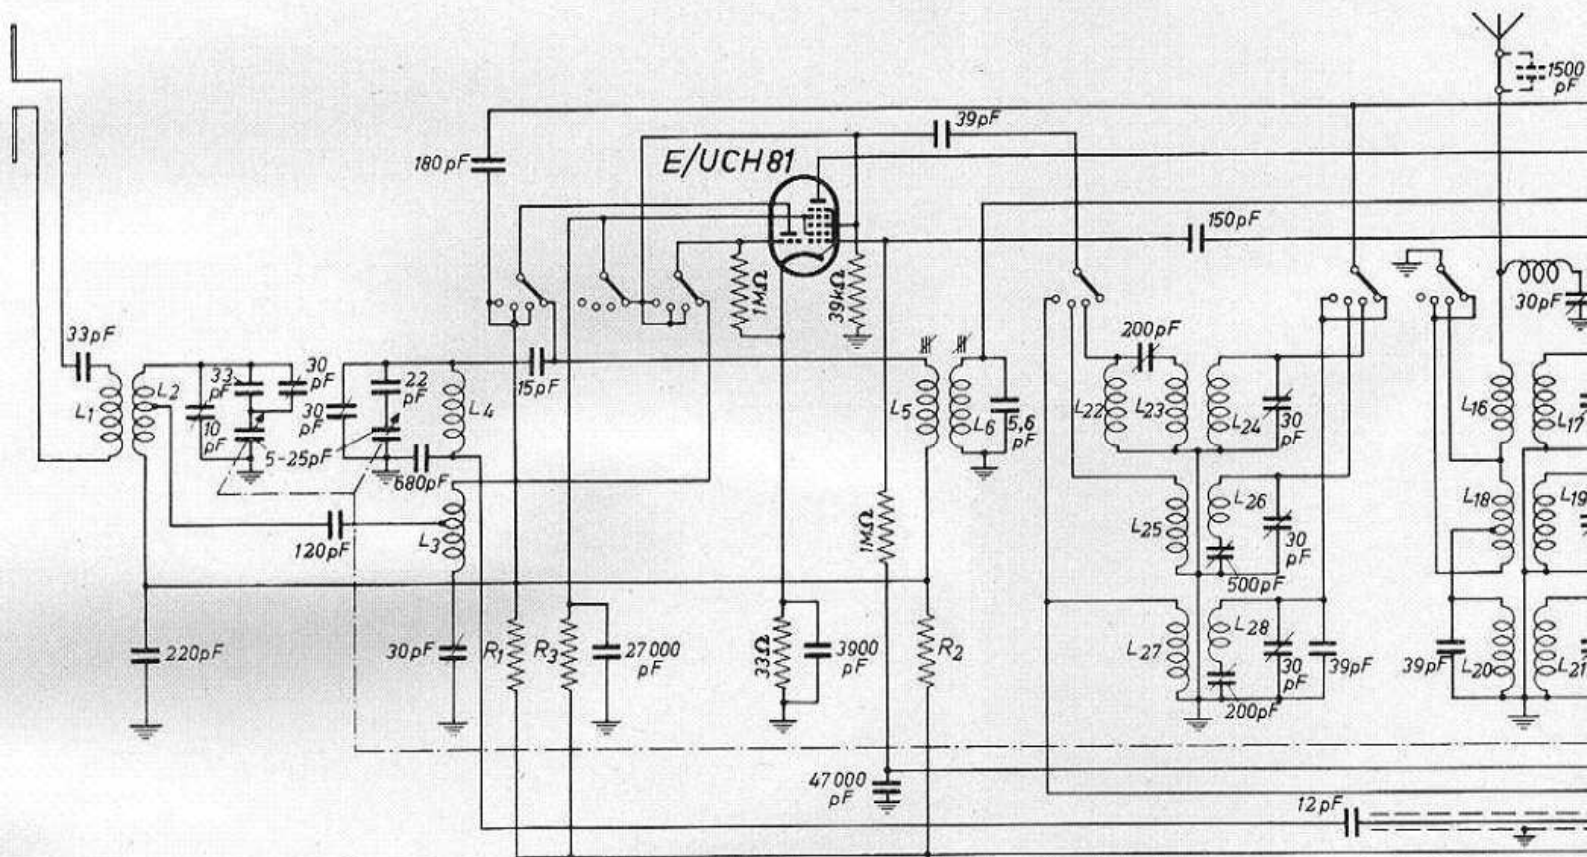 1500
pF
39pF
180pF
E/UCH81
150pF
1MΩ
39kΩ
30pF
33pF
200pF
L2
33
pF
30
pF
22
pF
15pF
L1
30
pF
L4
L5
L6
5,6
pF
L22
L23
L24
30
pF
L16
L17
10
pF
5-25pF
680pF
L26
L18
L19
120pF
L3
1MΩ
L25
30
pF
500pF
220pF
30pF
R1
R3
27000
pF
33Ω
3900
pF
R2
L27
L28
30
pF
39pF
39pF
L20
L21
200pF
47000
pF
12pF